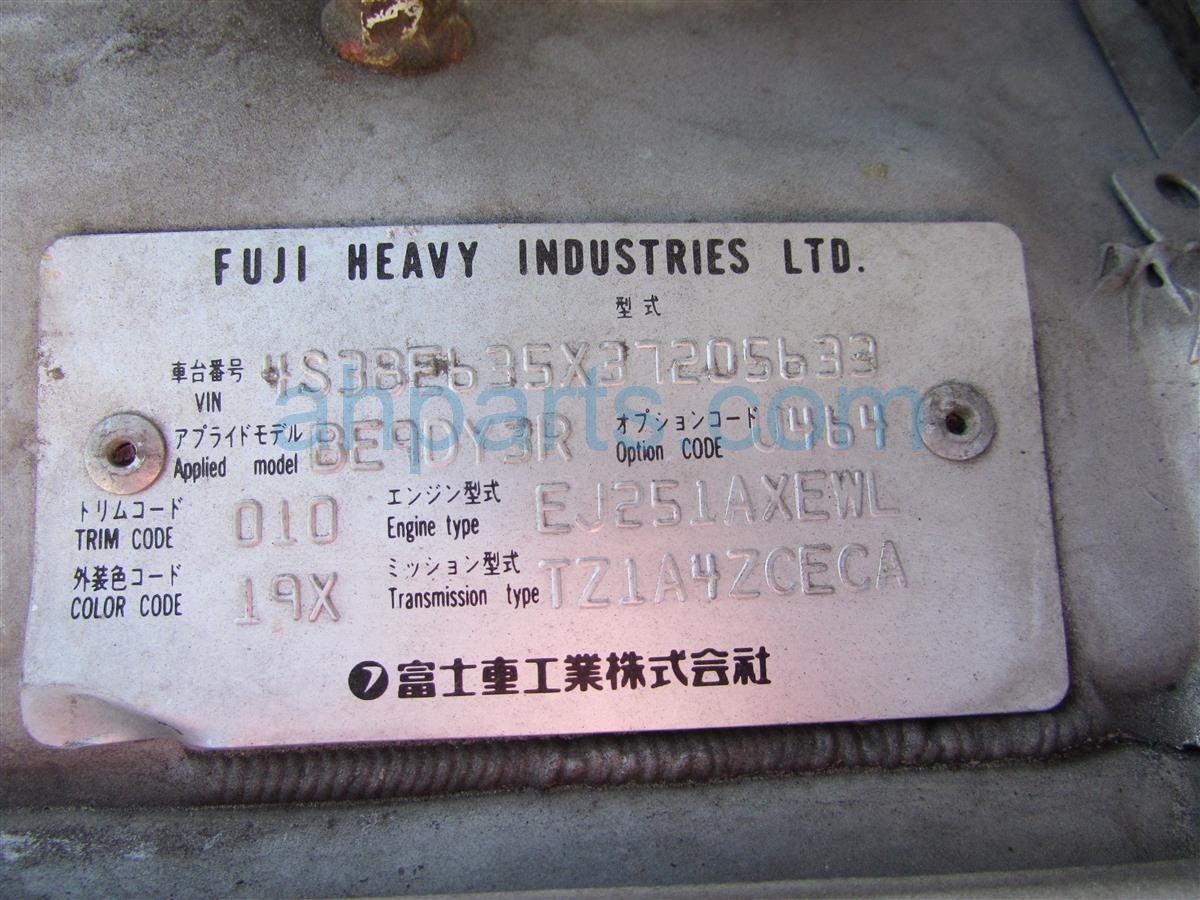 FUJI HEAVY INDUSTRIES LTD.
型式
車台番号 VIN 4S3BE635X37205633
アプライドモデル Applied model BE9DY3R オプションコード Option CODE U464
トリムコード TRIM CODE 010 エンジン型式 Engine type EJ251AXEWL
外装色コード COLOR CODE 19X ミッション型式 Transmission type TZ1A4ZCECA
富士重工業株式会社
ahparts.com